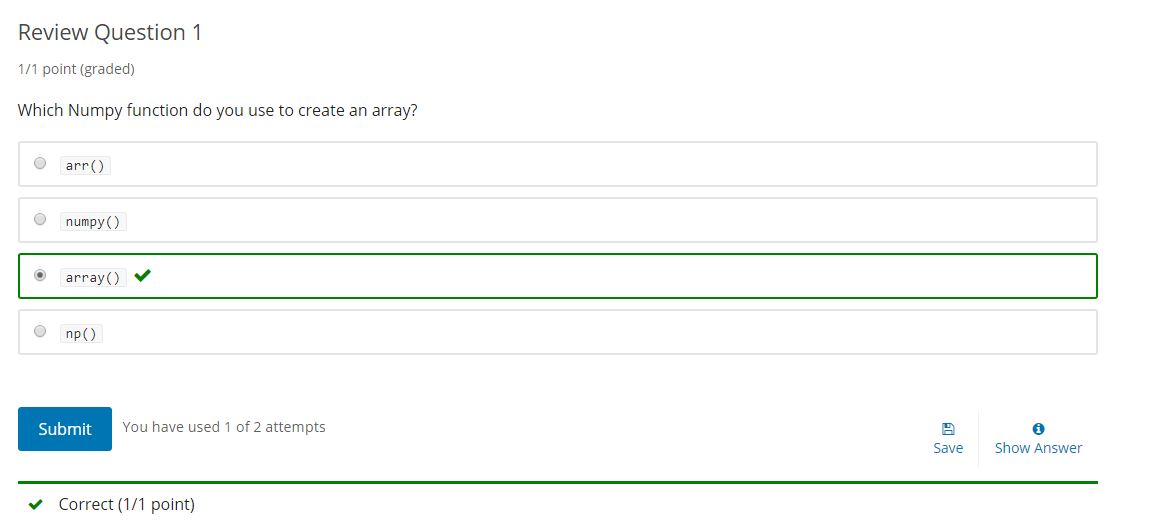 Review Question 1
1/1 point (graded)
Which Numpy function do you use to create an array?
arr()
numpy()
array()
np()
Submit You have used 1 of 2 attempts
Save Show Answer
Correct (1/1 point)